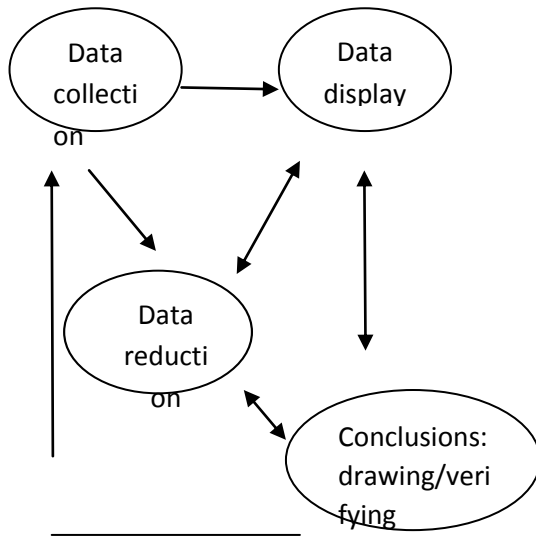 Data
collecti
on
Data
display
Data
reducti
on
Conclusions:
drawing/veri
fying